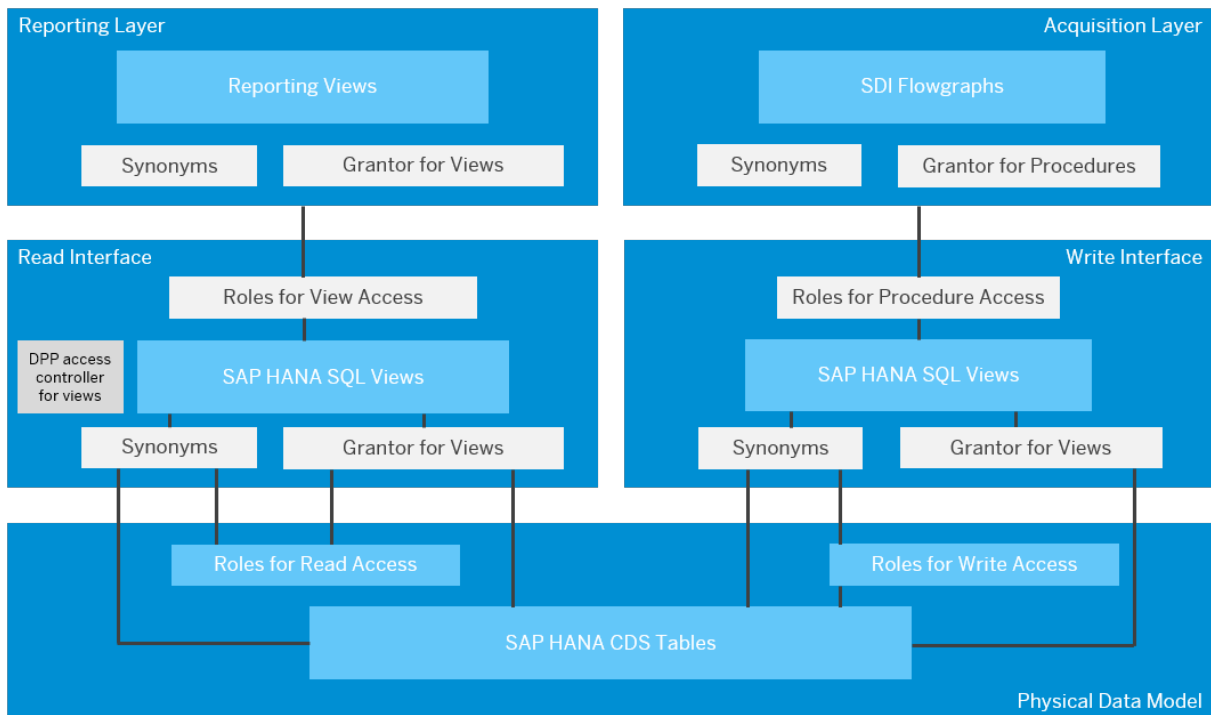 Reporting Layer
Reporting Views
Synonyms
Grantor for Views
Acquisition Layer
SDI Flowgraphs
Synonyms
Grantor for Procedures
Read Interface
Roles for View Access
DPP access
controller
for views
SAP HANA SQL Views
Synonyms
Grantor for Views
Write Interface
Roles for Procedure Access
SAP HANA SQL Views
Synonyms
Grantor for Views
Roles for Read Access
Roles for Write Access
SAP HANA CDS Tables
Physical Data Model